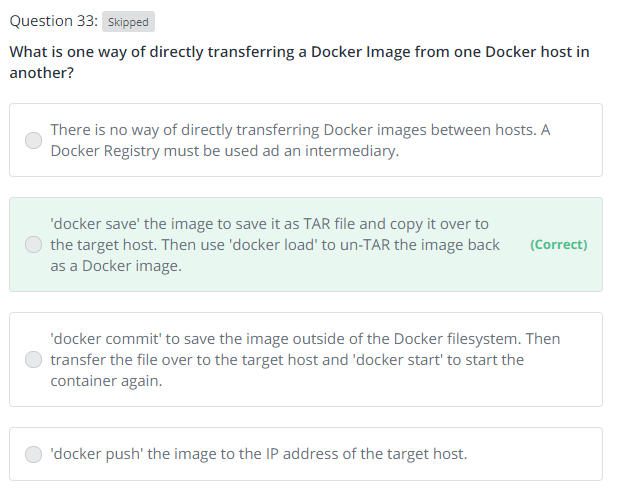 Question 33: Skipped
What is one way of directly transferring a Docker Image from one Docker host in
another?
There is no way of directly transferring Docker images between hosts. A
Docker Registry must be used ad an intermediary.
'docker save' the image to save it as TAR file and copy it over to
the target host. Then use 'docker load' to un-TAR the image back
as a Docker image.
(Correct)
'docker commit' to save the image outside of the Docker filesystem. Then
transfer the file over to the target host and 'docker start' to start the
container again.
'docker push' the image to the IP address of the target host.